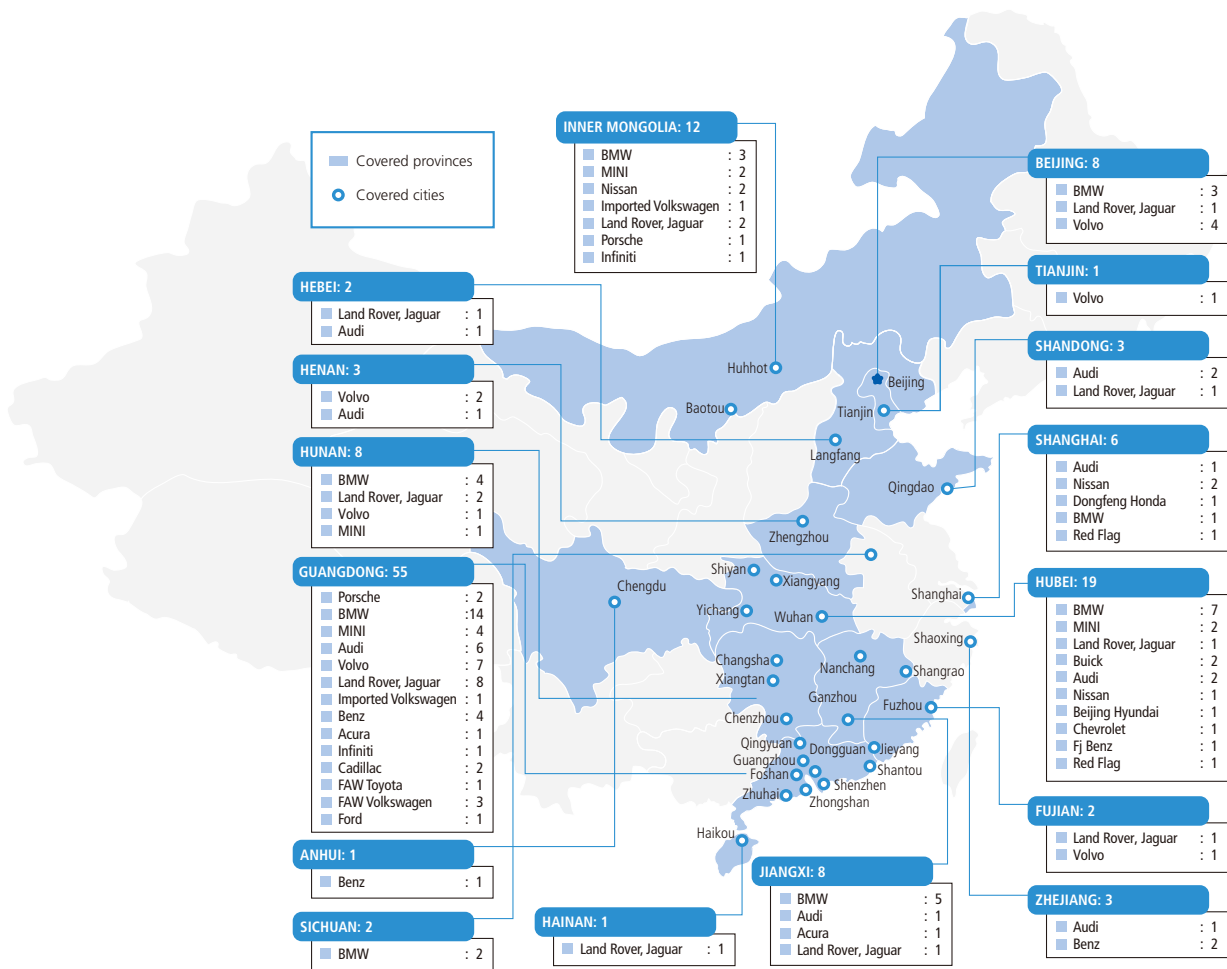 Covered provinces
Covered cities
INNER MONGOLIA: 12
BMW : 3
MINI : 2
Nissan : 2
Imported Volkswagen : 1
Land Rover, Jaguar : 2
Porsche : 1
Infiniti : 1
BEIJING: 8
BMW : 3
Land Rover, Jaguar : 1
Volvo : 4
TIANJIN: 1
Volvo : 1
SHANDONG: 3
Audi : 2
Land Rover, Jaguar : 1
SHANGHAI: 6
Audi : 1
Nissan : 2
Dongfeng Honda : 1
BMW : 1
Red Flag : 1
HUBEI: 19
BMW : 7
MINI : 2
Land Rover, Jaguar : 1
Buick : 2
Audi : 2
Nissan : 1
Beijing Hyundai : 1
Chevrolet : 1
Fj Benz : 1
Red Flag : 1
FUJIAN: 2
Land Rover, Jaguar : 1
Volvo : 1
ZHEJIANG: 3
Audi : 1
Benz : 2
HEBEI: 2
Land Rover, Jaguar : 1
Audi : 1
HENAN: 3
Volvo : 2
Audi : 1
HUNAN: 8
BMW : 4
Land Rover, Jaguar : 2
Volvo : 1
MINI : 1
GUANGDONG: 55
Porsche : 2
BMW :14
MINI : 4
Audi : 6
Volvo : 7
Land Rover, Jaguar : 8
Imported Volkswagen : 1
Benz : 4
Acura : 1
Infiniti : 1
Cadillac : 2
FAW Toyota : 1
FAW Volkswagen : 3
Ford : 1
ANHUI: 1
Benz : 1
SICHUAN: 2
BMW : 2
HAINAN: 1
Land Rover, Jaguar : 1
JIANGXI: 8
BMW : 5
Audi : 1
Acura : 1
Land Rover, Jaguar : 1
Huhhot
Baotou
Beijing
Tianjin
Langfang
Qingdao
Zhengzhou
Shiyan
Xiangyang
Chengdu
Yichang
Wuhan
Shanghai
Shaoxing
Changsha
Xiangtan
Nanchang
Shangrao
Ganzhou
Fuzhou
Chenzhou
Qingyuan
Dongguan
Jieyang
Guangzhou
Shantou
Foshan
Shenzhen
Zhuhai
Zhongshan
Haikou